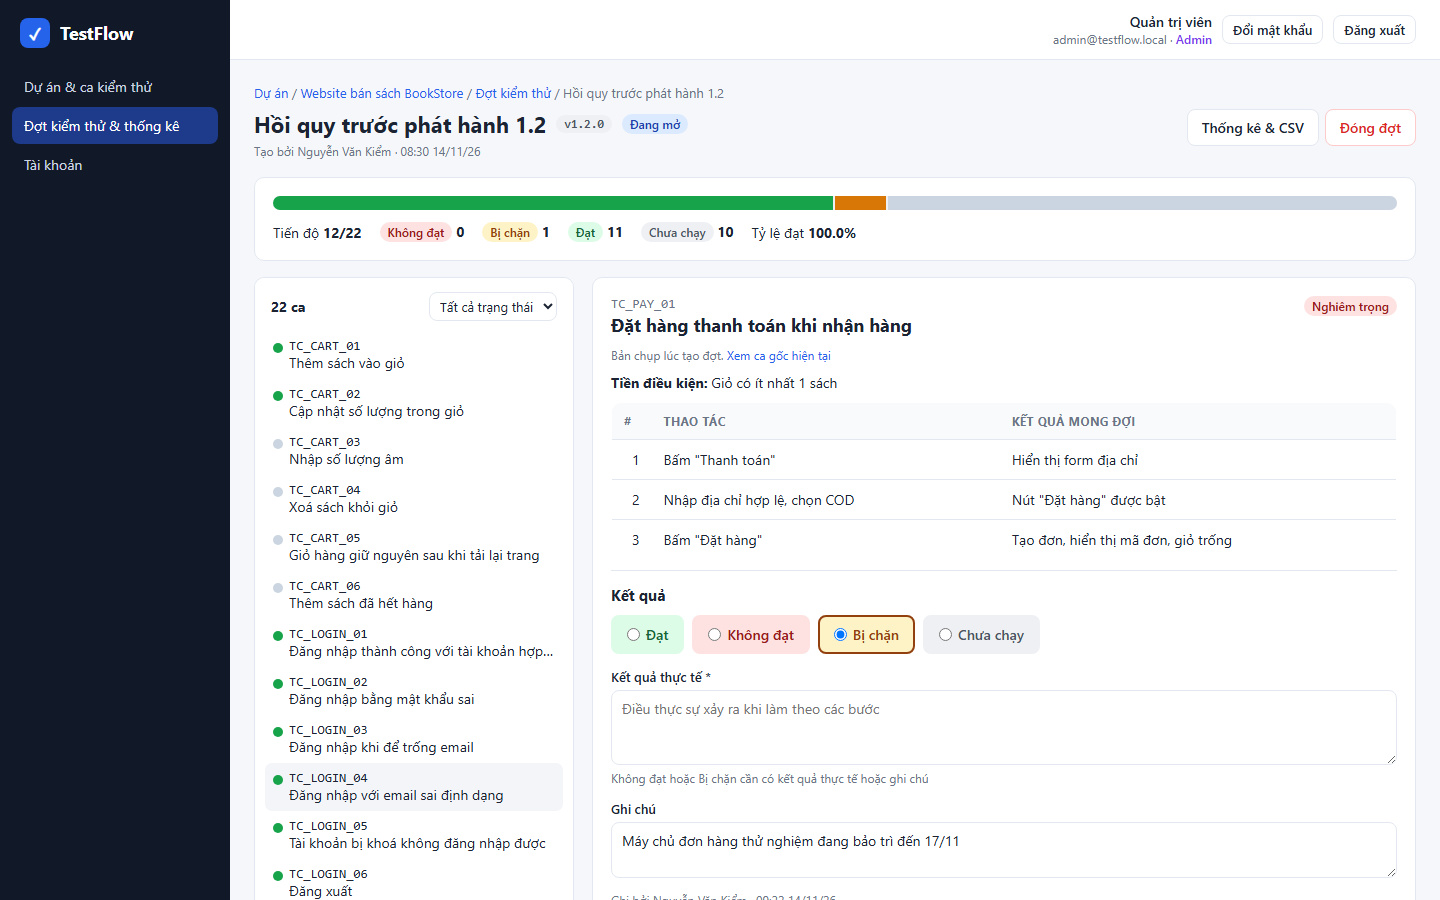 TestFlow
Dự án & ca kiểm thử
Đợt kiểm thử & thống kê
Tài khoản
Quản trị viên
admin@testflow.local · Admin
Đổi mật khẩu
Đăng xuất
Dự án / Website bán sách BookStore / Đợt kiểm thử / Hồi quy trước phát hành 1.2
Hồi quy trước phát hành 1.2 v1.2.0 Đang mở
Tạo bởi Nguyễn Văn Kiểm · 08:30 14/11/26
Thống kê & CSV
Đóng đợt
Tiến độ 12/22 Không đạt 0 Bị chặn 1 Đạt 11 Chưa chạy 10 Tỷ lệ đạt 100.0%
22 ca
Tất cả trạng thái
TC_CART_01
Thêm sách vào giỏ
TC_CART_02
Cập nhật số lượng trong giỏ
TC_CART_03
Nhập số lượng âm
TC_CART_04
Xoá sách khỏi giỏ
TC_CART_05
Giỏ hàng giữ nguyên sau khi tải lại trang
TC_CART_06
Thêm sách đã hết hàng
TC_LOGIN_01
Đăng nhập thành công với tài khoản hợp...
TC_LOGIN_02
Đăng nhập bằng mật khẩu sai
TC_LOGIN_03
Đăng nhập khi để trống email
TC_LOGIN_04
Đăng nhập với email sai định dạng
TC_LOGIN_05
Tài khoản bị khoá không đăng nhập được
TC_LOGIN_06
Đăng xuất
TC_PAY_01
Nghiêm trọng
Đặt hàng thanh toán khi nhận hàng
Bản chụp lúc tạo đợt. Xem ca gốc hiện tại
Tiền điều kiện: Giỏ có ít nhất 1 sách
# THAO TÁC KẾT QUẢ MONG ĐỢI
1 Bấm "Thanh toán" Hiển thị form địa chỉ
2 Nhập địa chỉ hợp lệ, chọn COD Nút "Đặt hàng" được bật
3 Bấm "Đặt hàng" Tạo đơn, hiển thị mã đơn, giỏ trống
Kết quả
Đạt Không đạt Bị chặn Chưa chạy
Kết quả thực tế *
Điều thực sự xảy ra khi làm theo các bước
Không đạt hoặc Bị chặn cần có kết quả thực tế hoặc ghi chú
Ghi chú
Máy chủ đơn hàng thử nghiệm đang bảo trì đến 17/11